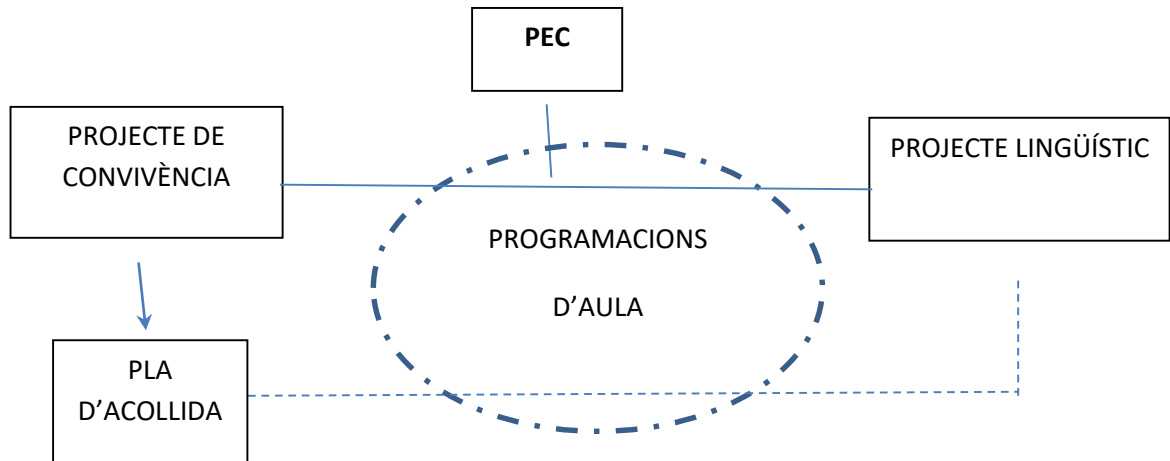 PEC
PROJECTE DE
CONVIVÈNCIA
PROJECTE LINGÜÍSTIC
PROGRAMACIONS
D’AULA
PLA
D’ACOLLIDA